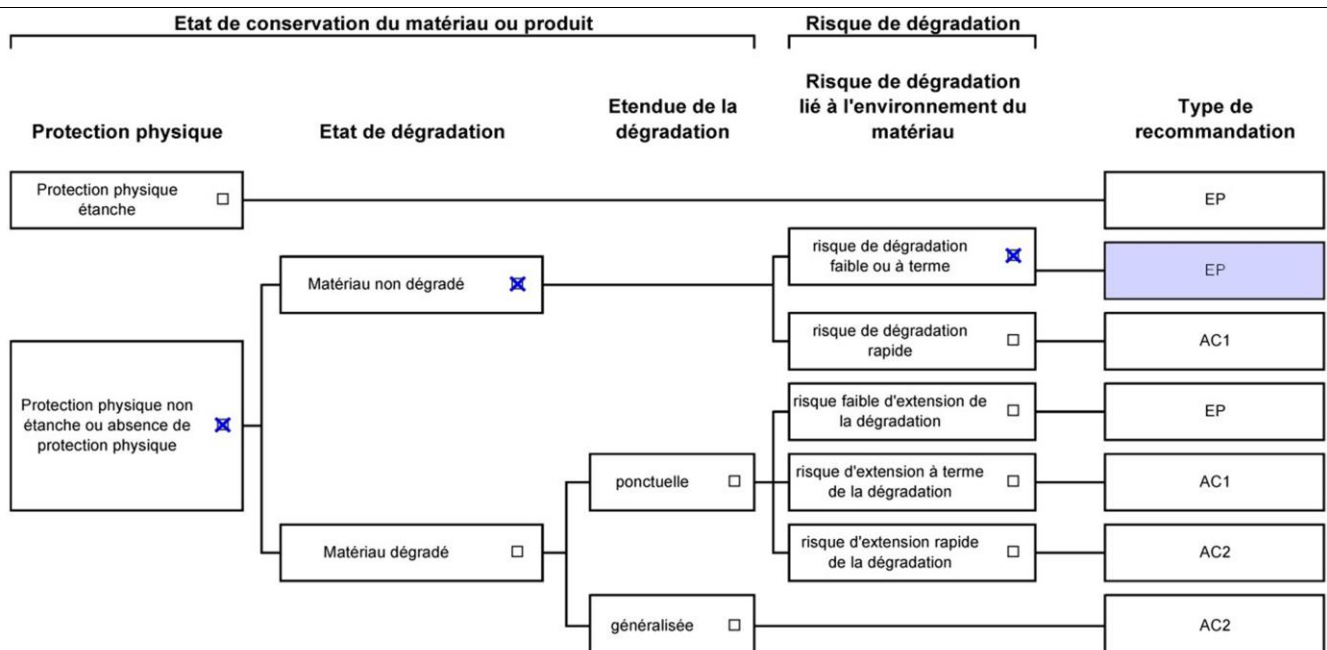 Etat de conservation du matériau ou produit
Risque de dégradation
Protection physique
Etat de dégradation
Etendue de la
dégradation
Risque de dégradation
lié à l'environnement du
matériau
Type de
recommandation
Protection physique
étanche
EP
Protection physique non
étanche ou absence de
protection physique
Matériau non dégradé
risque de dégradation
faible ou à terme
EP
risque de dégradation
rapide
AC1
Matériau dégradé
ponctuelle
risque faible d'extension de
la dégradation
EP
risque d'extension à terme
de la dégradation
AC1
risque d'extension rapide
de la dégradation
AC2
généralisée
AC2